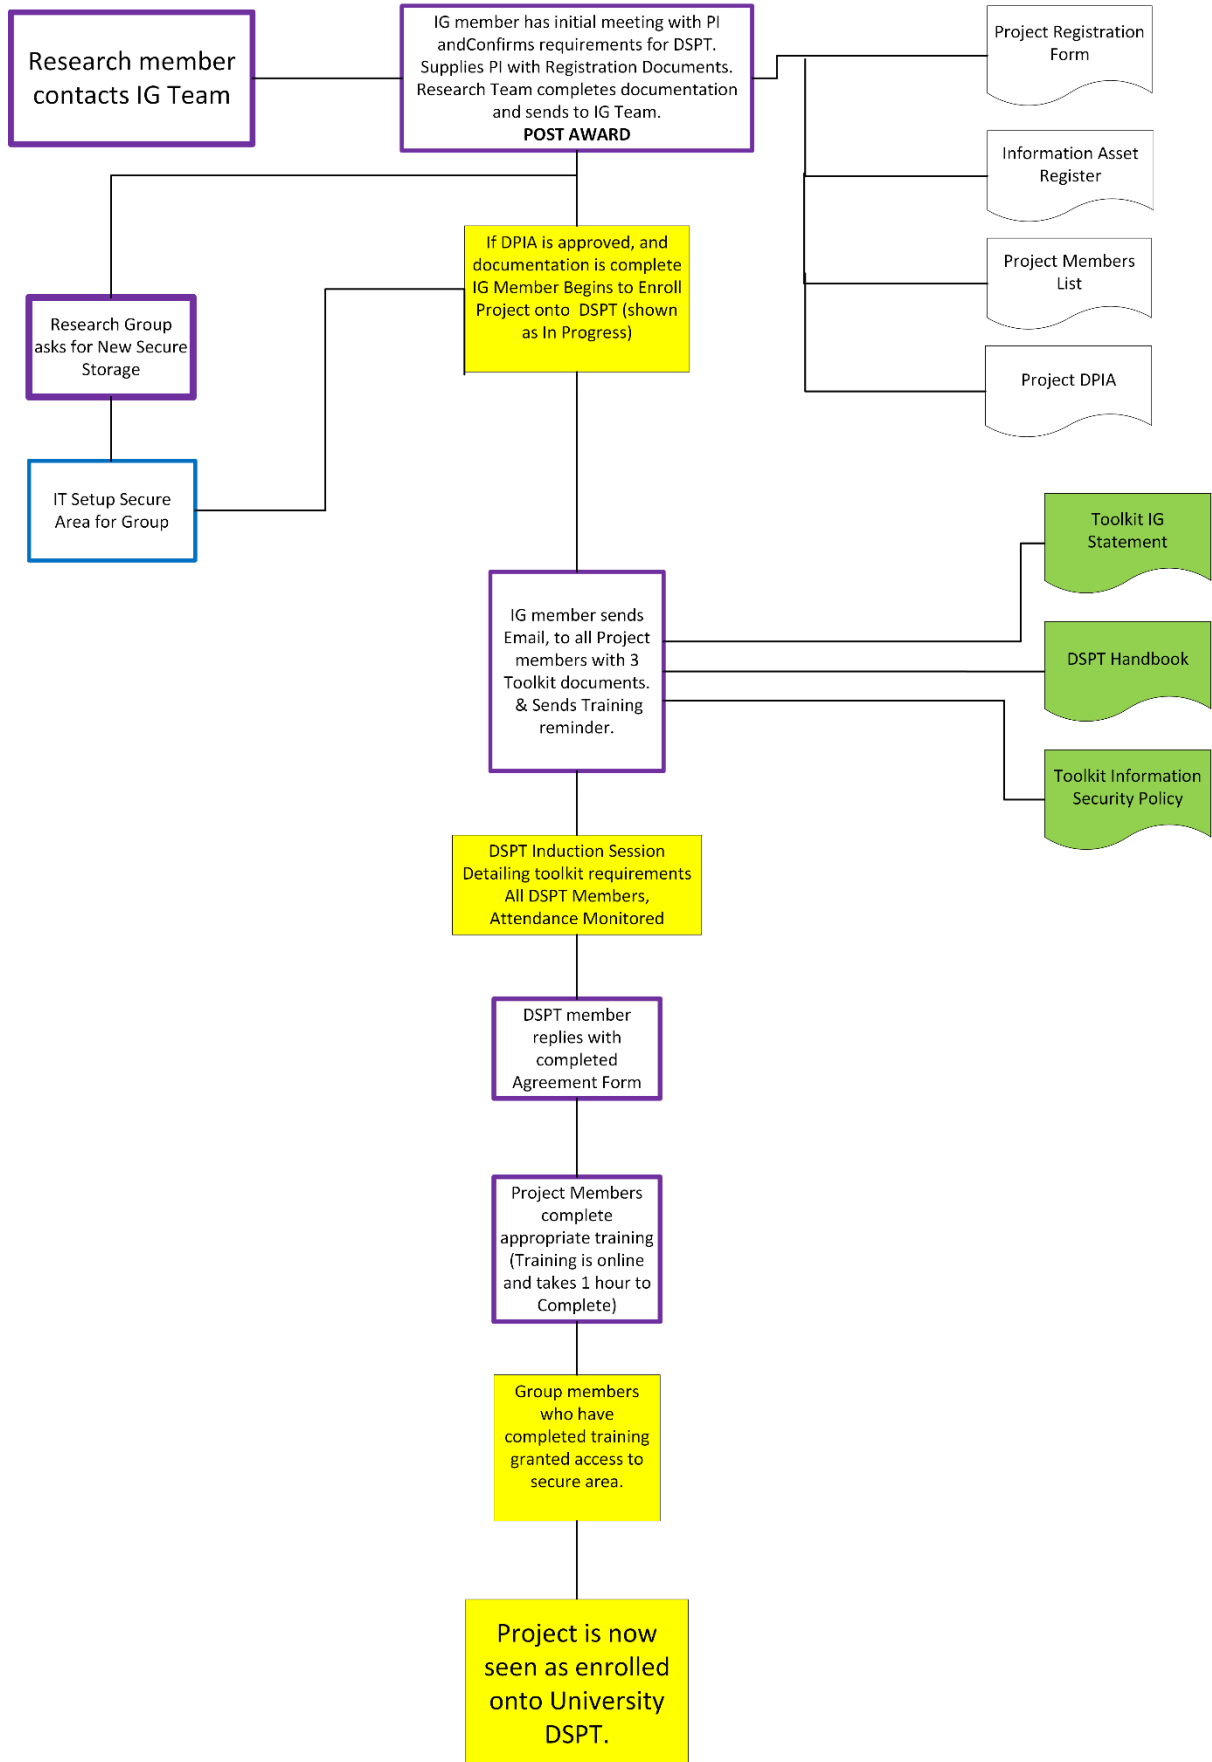 Research member
contacts IG Team
IG member has initial meeting with PI
andConfirms requirements for DSPT.
Supplies PI with Registration Documents.
Research Team completes documentation
and sends to IG Team.
POST AWARD
Project Registration
Form
Information Asset
Register
Project Members
List
Project DPIA
If DPIA is approved, and
documentation is complete
IG Member Begins to Enroll
Project onto DSPT (shown
as In Progress)
Research Group
asks for New Secure
Storage
IT Setup Secure
Area for Group
IG member sends
Email, to all Project
members with 3
Toolkit documents.
& Sends Training
reminder.
Toolkit IG
Statement
DSPT Handbook
Toolkit Information
Security Policy
DSPT Induction Session
Detailing toolkit requirements
All DSPT Members,
Attendance Monitored
DSPT member
replies with
completed
Agreement Form
Project Members
complete
appropriate training
(Training is online
and takes 1 hour to
Complete)
Group members
who have
completed training
granted access to
secure area.
Project is now
seen as enrolled
onto University
DSPT.